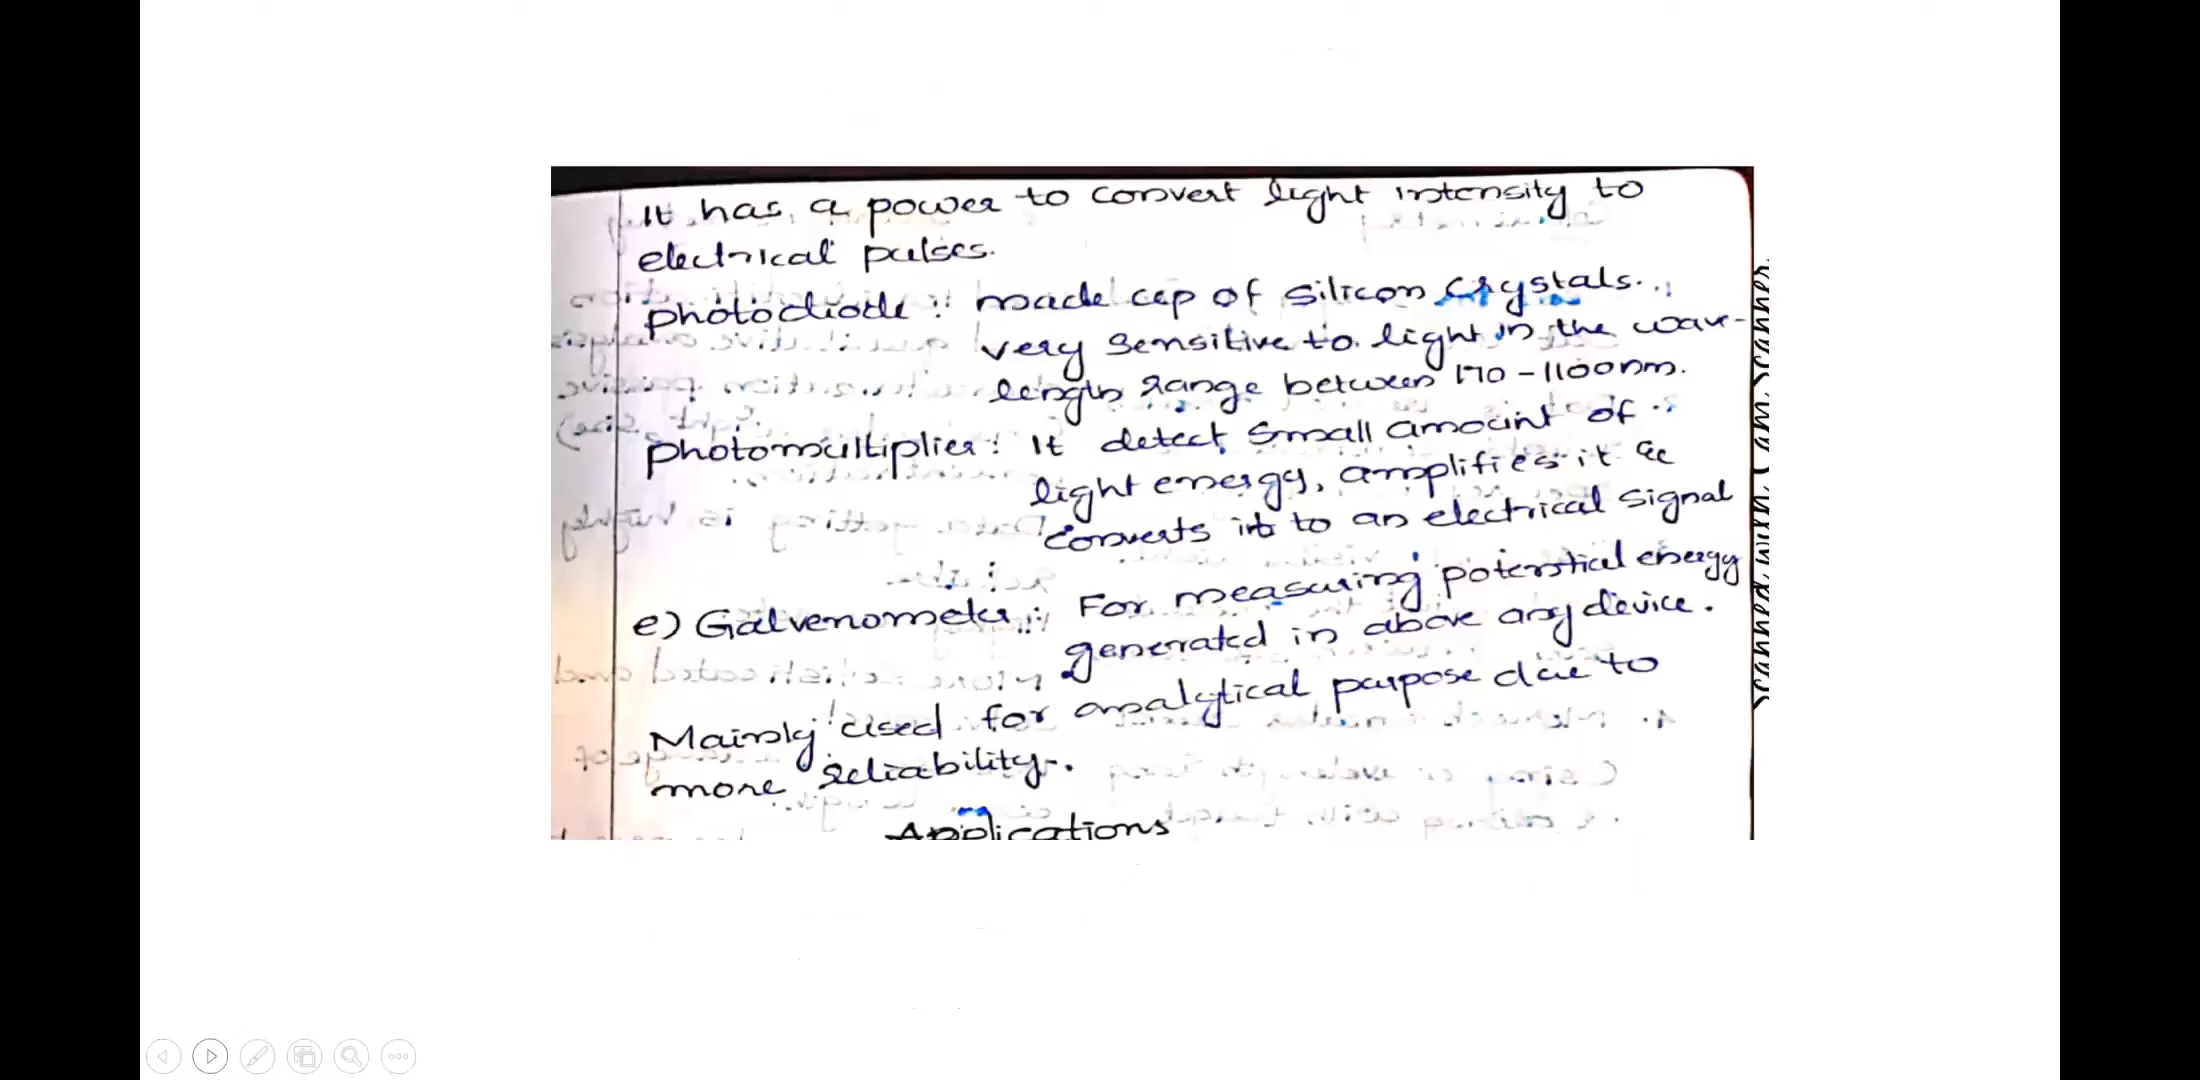 It has a power to convert light intensity to
electrical pulses.
photodiode : made up of silicon crystals.
very sensitive to light in the wave-
length range between 170 - 1100nm.
photomultiplier : It detect small amount of
light energy, amplifies it &
converts it to an electrical signal
e) Galvenometer : For measuring potential energy
generated in above any device.
Mainly used for analytical purpose due to
more reliability.
Applications
Scanned with CamScanner